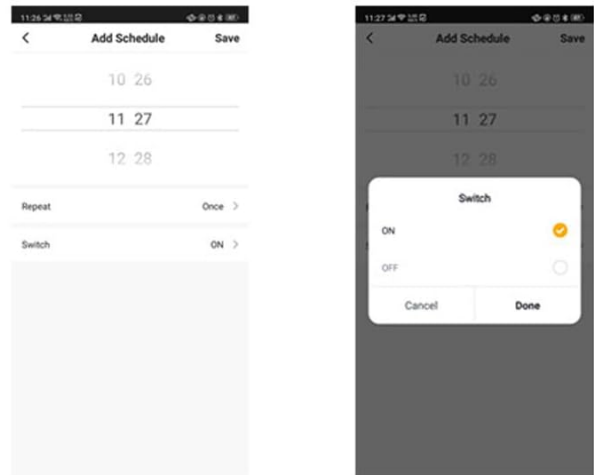 11:26
Add Schedule Save
10 26
11 27
12 28
Repeat Once
Switch ON
11:27
Add Schedule Save
10 26
11 27
12 28
Switch
ON
OFF
Cancel Done